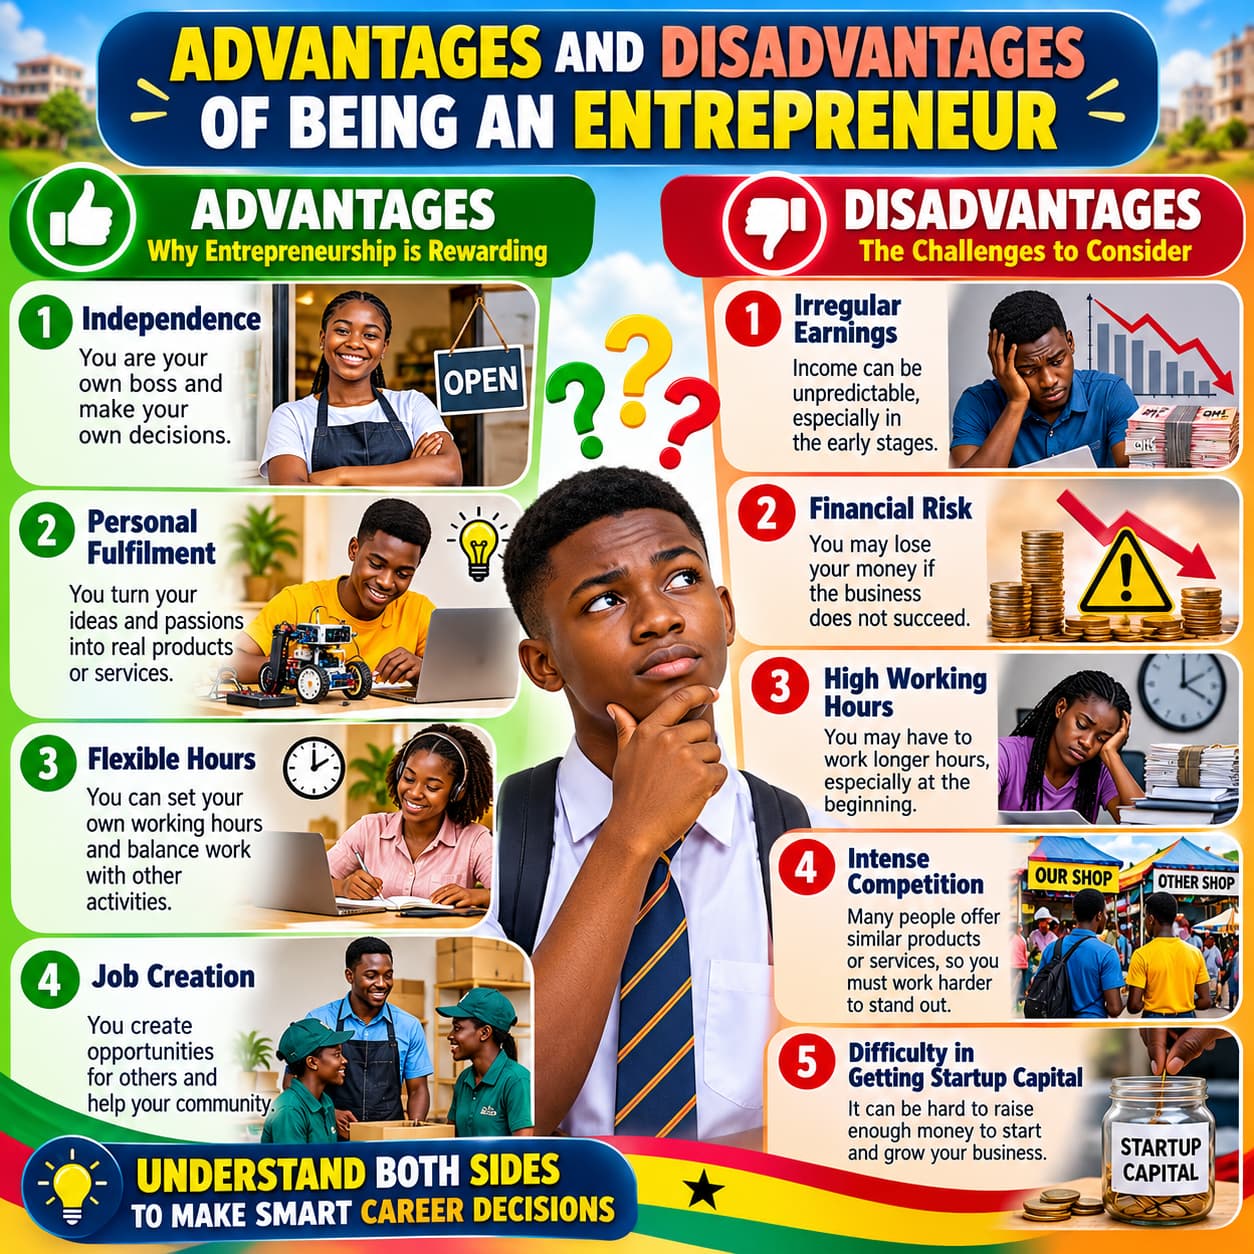 ADVANTAGES AND DISADVANTAGES
OF BEING AN ENTREPRENEUR
ADVANTAGES
Why Entrepreneurship is Rewarding
1
Independence
You are your
own boss and
make your
own decisions.
OPEN
2
Personal
Fulfilment
You turn your
ideas and passions
into real products
or services.
3
Flexible Hours
You can set your
own working hours
and balance work
with other
activities.
4
Job Creation
You create
opportunities
for others and
help your community.
DISADVANTAGES
The Challenges to Consider
1
Irregular
Earnings
Income can be
unpredictable,
especially in
the early stages.
2
Financial Risk
You may lose
your money if
the business
does not succeed.
3
High Working
Hours
You may have to
work longer hours,
especially at the
beginning.
4
Intense
Competition
Many people offer
similar products
or services, so you
must work harder
to stand out.
OUR SHOP
OTHER SHOP
5
Difficulty in
Getting Startup Capital
It can be hard to raise
enough money to start
and grow your business.
STARTUP
CAPITAL
UNDERSTAND BOTH SIDES
TO MAKE SMART CAREER DECISIONS